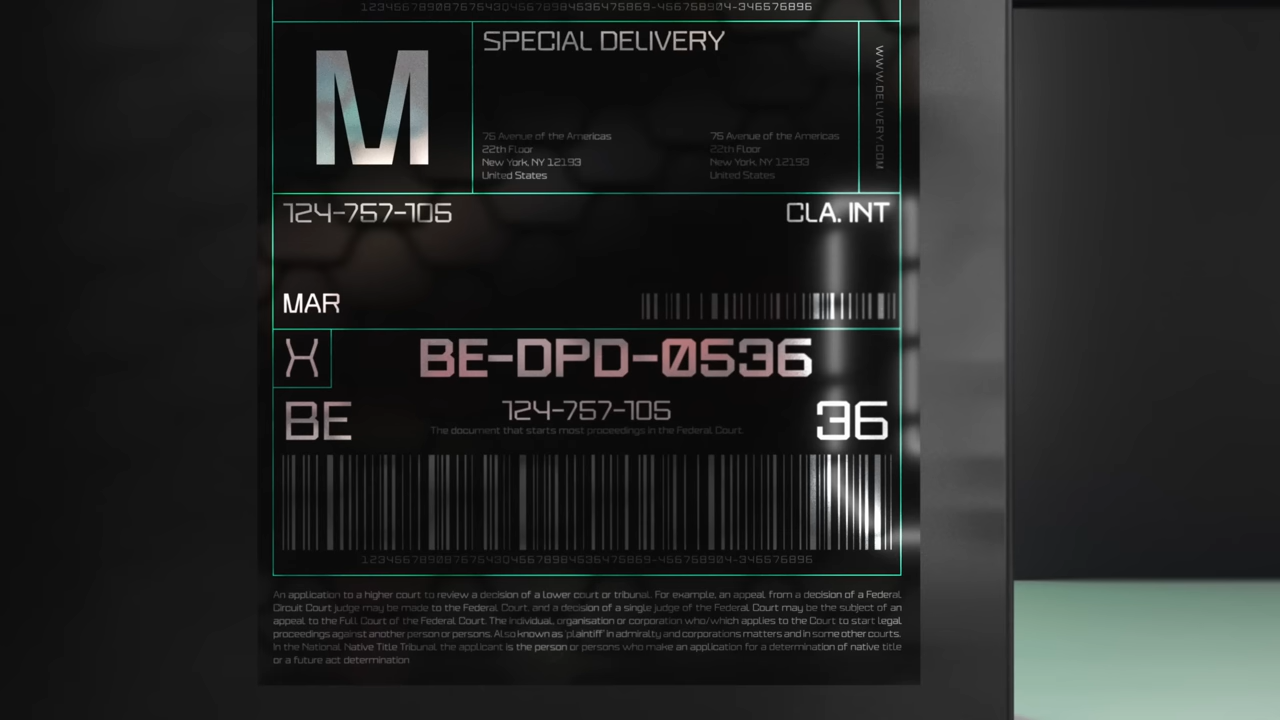 M
SPECIAL DELIVERY
75 Avenue of the Americas
22th Floor
New York, NY 12193
United States
75 Avenue of the Americas
22th Floor
New York, NY 12193
United States
WWW.DELIVERY.COM
124-757-105
CLA. INT
MAR
BE-DPD-0536
BE
124-757-105
The document that starts most proceedings in the Federal Court.
36
An application to a higher court to review a decision of a lower court or tribunal. For example, an appeal from a decision of a Federal
Circuit Court judge may be made to the Federal Court, and a decision of a single judge of the Federal Court may be the subject of an
appeal to the Full Court of the Federal Court. The individual, organisation or corporation who/which applies to the Court to start legal
proceedings against another person or persons. Also known as 'plaintiff' in admiralty and corporations matters and in some other courts.
In the National Native Title Tribunal, the applicant is the person or persons who make an application for a determination of native title
or a future act determination